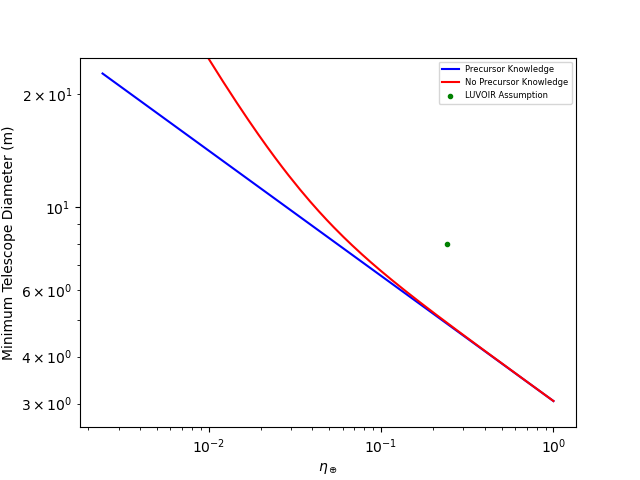 Precursor Knowledge
No Precursor Knowledge
LUVOIR Assumption
Minimum Telescope Diameter (m)
2 × 10¹
10¹
6 × 10⁰
4 × 10⁰
3 × 10⁰
10⁻² 10⁻¹ 10⁰
η⊕